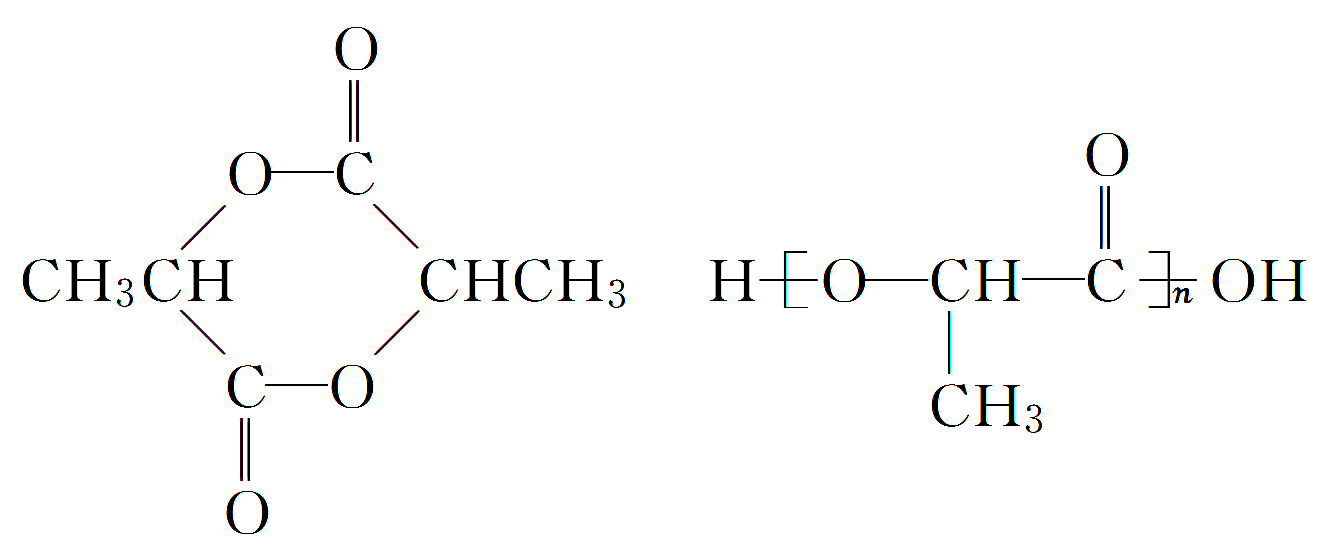 O
O
O C
CH3CH CHCH3 H [ O CH C ]n OH
C O CH3
O